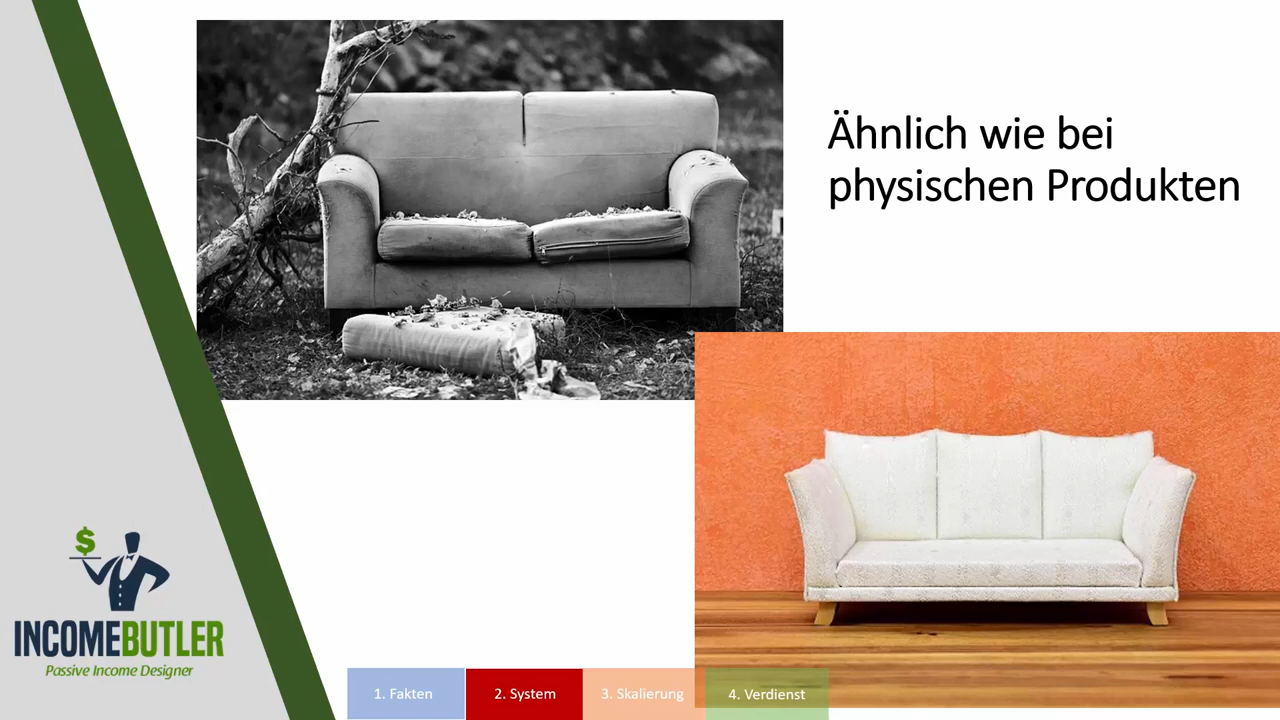 Ähnlich wie bei
physischen Produkten
$
INCOMEBUTLER
Passive Income Designer
1. Fakten
2. System
3. Skalierung
4. Verdienst